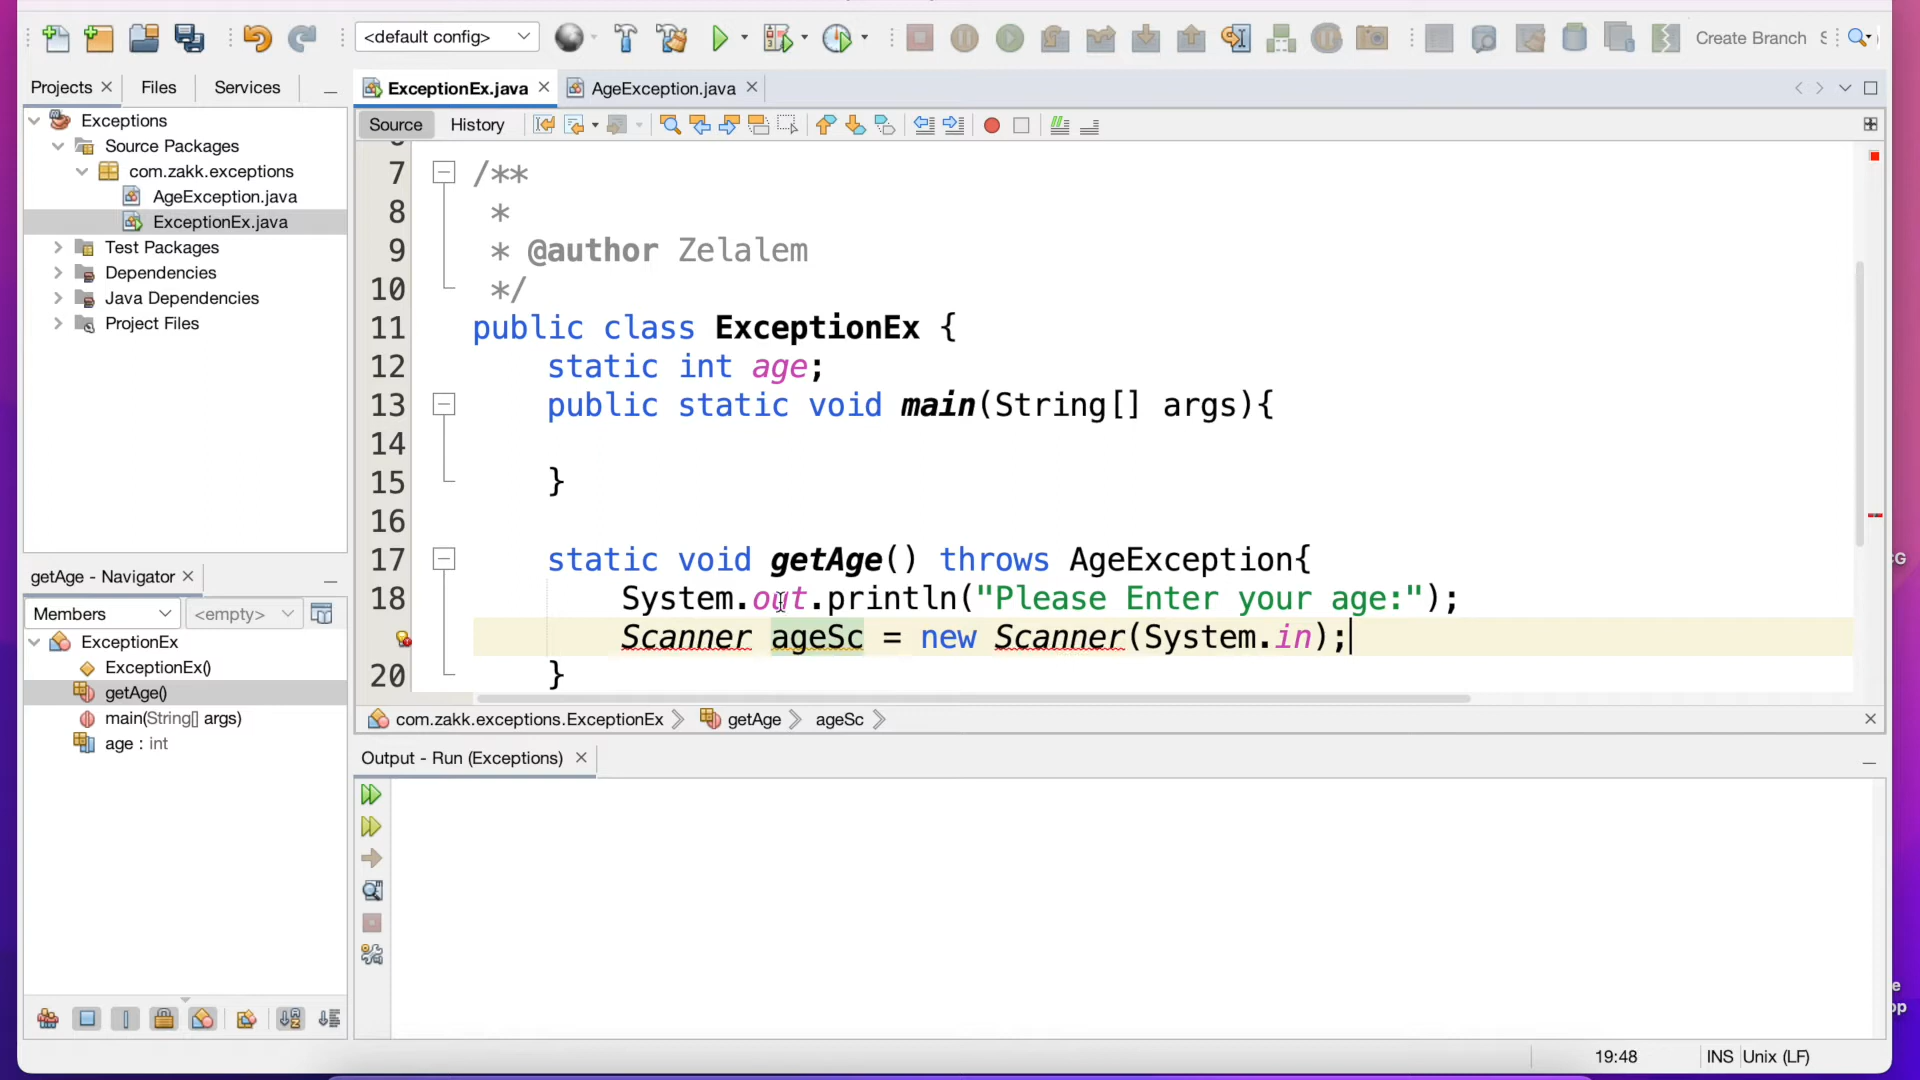 <default config>
Create Branch S
Projects
Files
Services
ExceptionEx.java
AgeException.java
Source
History
Exceptions
Source Packages
com.zakk.exceptions
AgeException.java
ExceptionEx.java
Test Packages
Dependencies
Java Dependencies
Project Files
7 /**
8 *
9 * @author Zelalem
10 */
11 public class ExceptionEx {
12 static int age;
13 public static void main(String[] args){
14
15 }
16
17 static void getAge() throws AgeException{
18 System.out.println("Please Enter your age:");
Scanner ageSc = new Scanner(System.in);
20 }
getAge - Navigator
Members
<empty>
ExceptionEx
ExceptionEx()
getAge()
main(String[] args)
age : int
com.zakk.exceptions.ExceptionEx
getAge
ageSc
Output - Run (Exceptions)
19:48
INS
Unix (LF)
CG
e
op